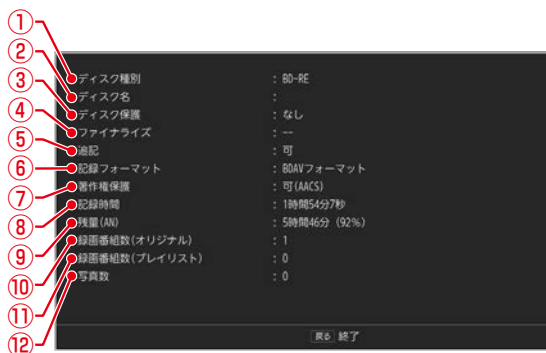 ① ディスク種別 : BD-RE
② ディスク名 :
③ ディスク保護 : なし
④ ファイナライズ : --
⑤ 追記 :可
⑥ 記録フォーマット : BDAVフォーマット
⑦ 著作権保護 : 可(AACS)
⑧ 記録時間 : 1時間54分7秒
⑨ 残量(AN) : 5時間46分 (92%)
⑩ 録画番組数(オリジナル) : 1
⑪ 録画番組数(プレイリスト) : 0
⑫ 写真数 : 0
戻る 終了